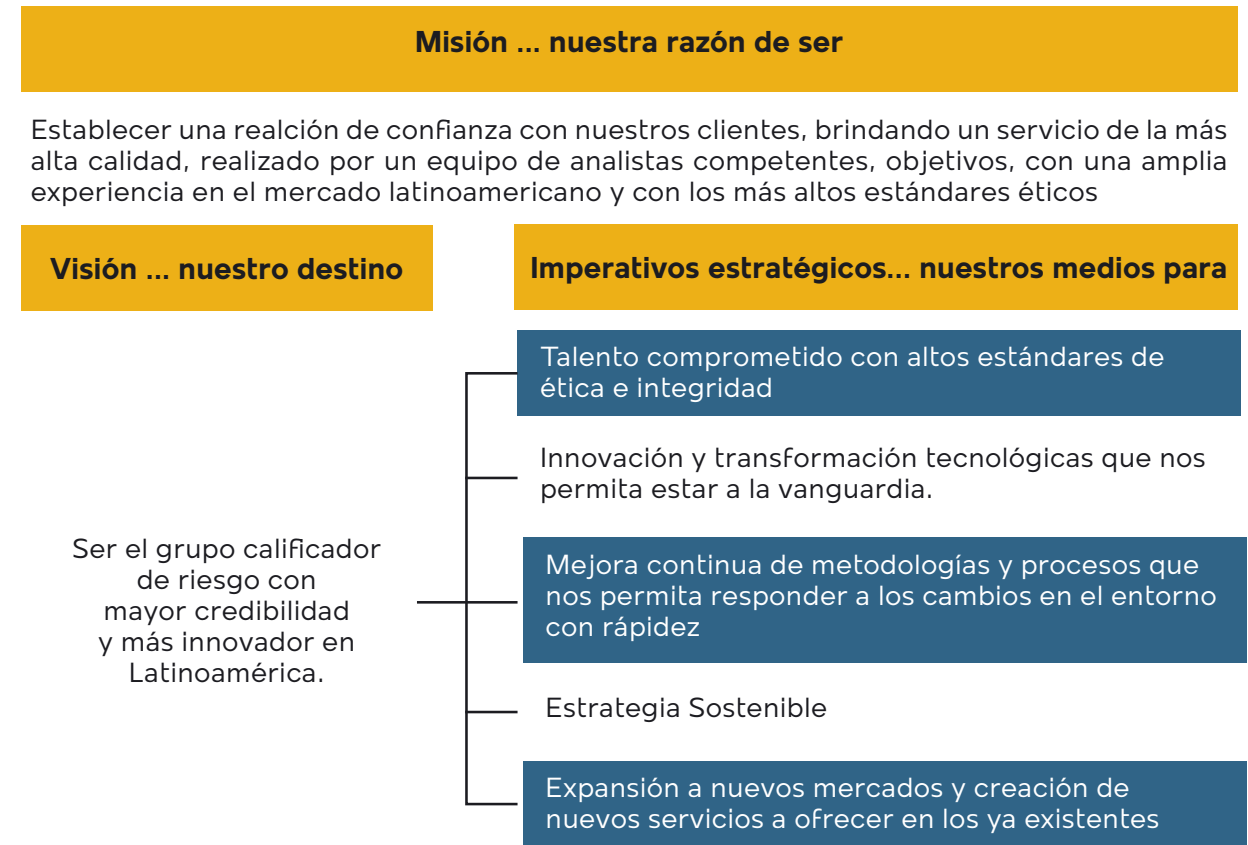 Misión ... nuestra razón de ser
Establecer una realción de confianza con nuestros clientes, brindando un servicio de la más
alta calidad, realizado por un equipo de analistas competentes, objetivos, con una amplia
experiencia en el mercado latinoamericano y con los más altos estándares éticos
Visión ... nuestro destino
Imperativos estratégicos... nuestros medios para
Ser el grupo calificador
de riesgo con
mayor credibilidad
y más innovador en
Latinoamérica.
Talento comprometido con altos estándares de
ética e integridad
Innovación y transformación tecnológicas que nos
permita estar a la vanguardia.
Mejora continua de metodologías y procesos que
nos permita responder a los cambios en el entorno
con rápidez
Estrategia Sostenible
Expansión a nuevos mercados y creación de
nuevos servicios a ofrecer en los ya existentes